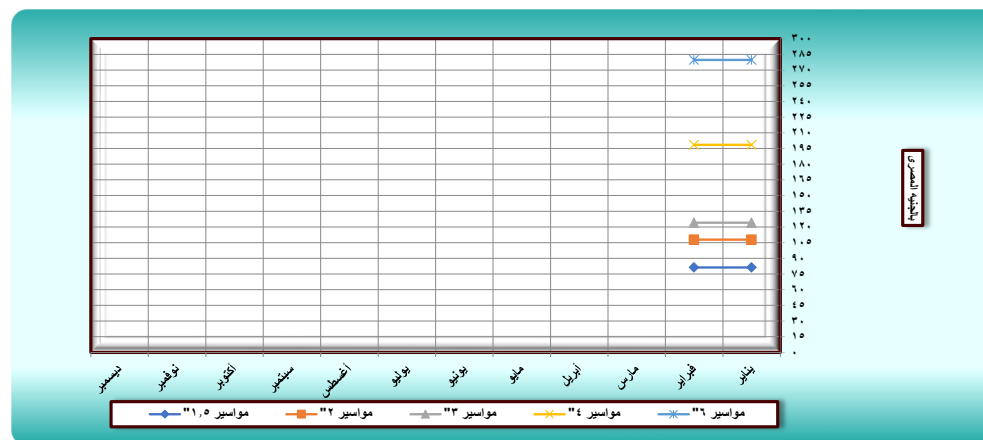 ٣٠٠
٢٨٥
٢٧٠
٢٥٥
٢٤٠
٢٢٥
٢١٠
١٩٥
١٨٠
١٦٥
١٥٠
١٣٥
١٢٠
١٠٥
٩٠
٧٥
٦٠
٤٥
٣٠
١٥
٠
بالجنيه المصرى
يناير
فبراير
مارس
أبريل
مايو
يونيو
يوليو
أغسطس
سبتمبر
أكتوبر
نوفمبر
ديسمبر
مواسير ٦"
مواسير ٤"
مواسير ٣"
مواسير ٢"
مواسير ١,٥"